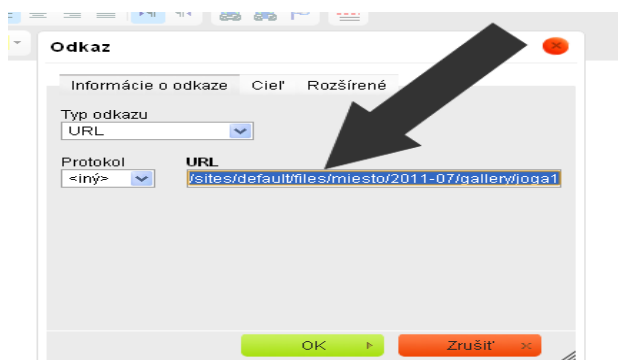 Odkaz
Informácie o odkaze Cieľ Rozšírené
Typ odkazu
URL
Protokol URL
<iný> /sites/default/files/miesto/2011-07/gallery/joga1
OK Zrušiť